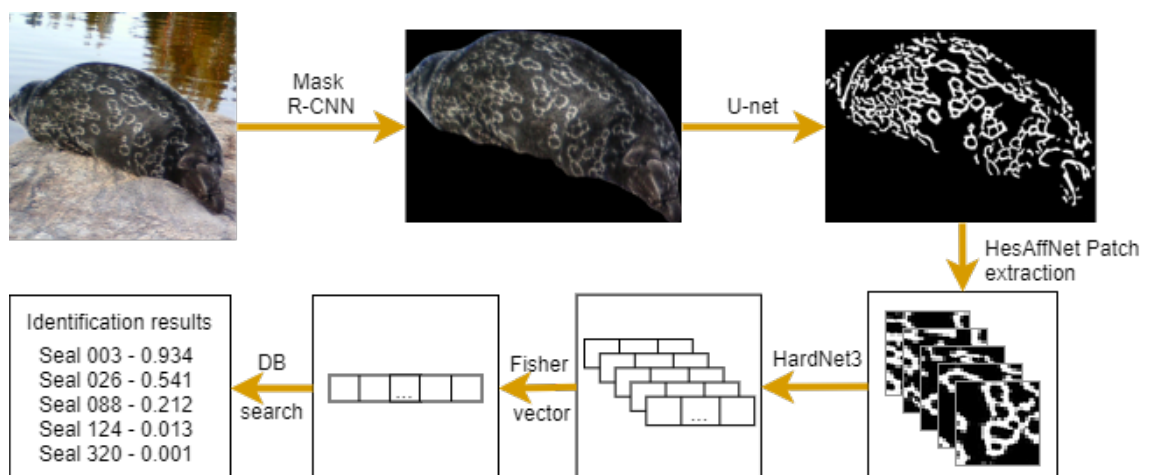 Mask
R-CNN
U-net
HesAffNet Patch
extraction
HardNet3
...
Fisher
vector
...
DB
search
Identification results
Seal 003 - 0.934
Seal 026 - 0.541
Seal 088 - 0.212
Seal 124 - 0.013
Seal 320 - 0.001